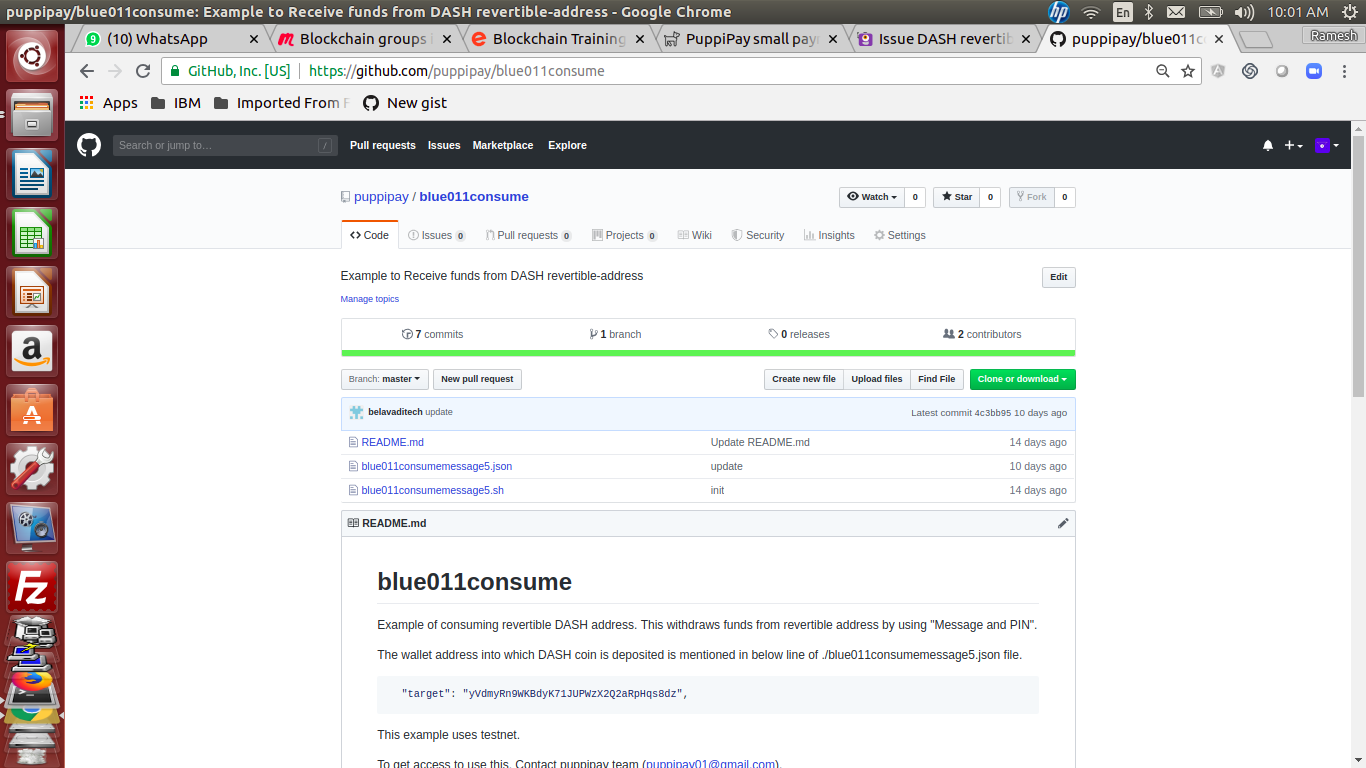 puppipay/blue011consume: Example to Receive funds from DASH revertible-address - Google Chrome
En
10:01 AM
(10) WhatsApp
Blockchain groups i
Blockchain Training
PuppiPay small payr
Issue DASH revertib
puppipay/blue011co
Ramesh
GitHub, Inc. [US]
https://github.com/puppipay/blue011consume
Apps
IBM
Imported From F
New gist
Search or jump to…
/
Pull requests
Issues
Marketplace
Explore
puppipay / blue011consume
Watch
0
Star
0
Fork
0
Code
Issues 0
Pull requests 0
Projects 0
Wiki
Security
Insights
Settings
Example to Receive funds from DASH revertible-address
Edit
Manage topics
7 commits
1 branch
0 releases
2 contributors
Branch: master
New pull request
Create new file
Upload files
Find File
Clone or download
belavaditech update
Latest commit 4c3bb95 10 days ago
README.md
Update README.md
14 days ago
blue011consumemessage5.json
update
10 days ago
blue011consumemessage5.sh
init
14 days ago
README.md
blue011consume
Example of consuming revertible DASH address. This withdraws funds from revertible address by using "Message and PIN".
The wallet address into which DASH coin is deposited is mentioned in below line of ./blue011consumemessage5.json file.
"target": "yVdmyRn9WKBdyK71JUPWzX2Q2aRpHqs8dz",
This example uses testnet.
To get access to use this, Contact puppipay team (puppipay01@gmail.com).